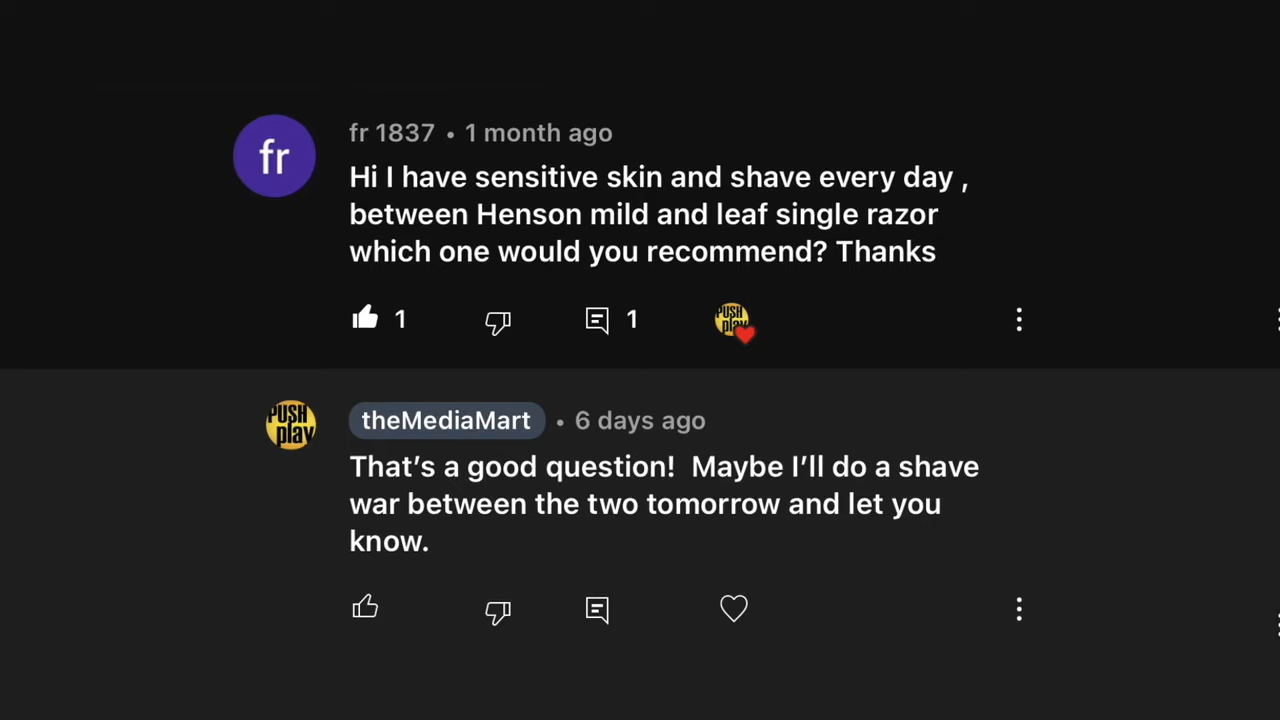 fr
fr 1837 • 1 month ago
Hi I have sensitive skin and shave every day ,
between Henson mild and leaf single razor
which one would you recommend? Thanks
1
1
PUSH
play
PUSH
play
theMediaMart • 6 days ago
That’s a good question!  Maybe I’ll do a shave
war between the two tomorrow and let you
know.